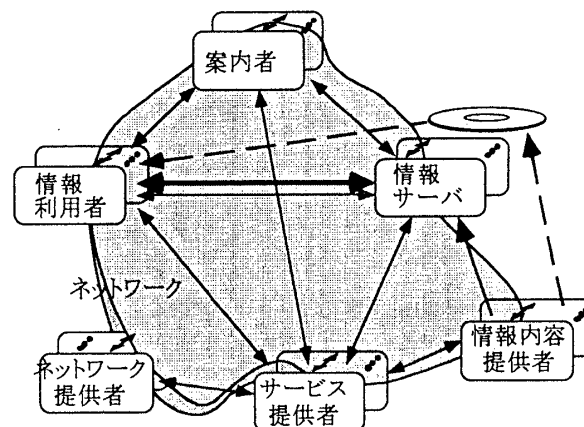 案内者
情報
利用者
情報
サーバ
ネットワーク
情報内容
提供者
ネットワーク
提供者
サービス
提供者